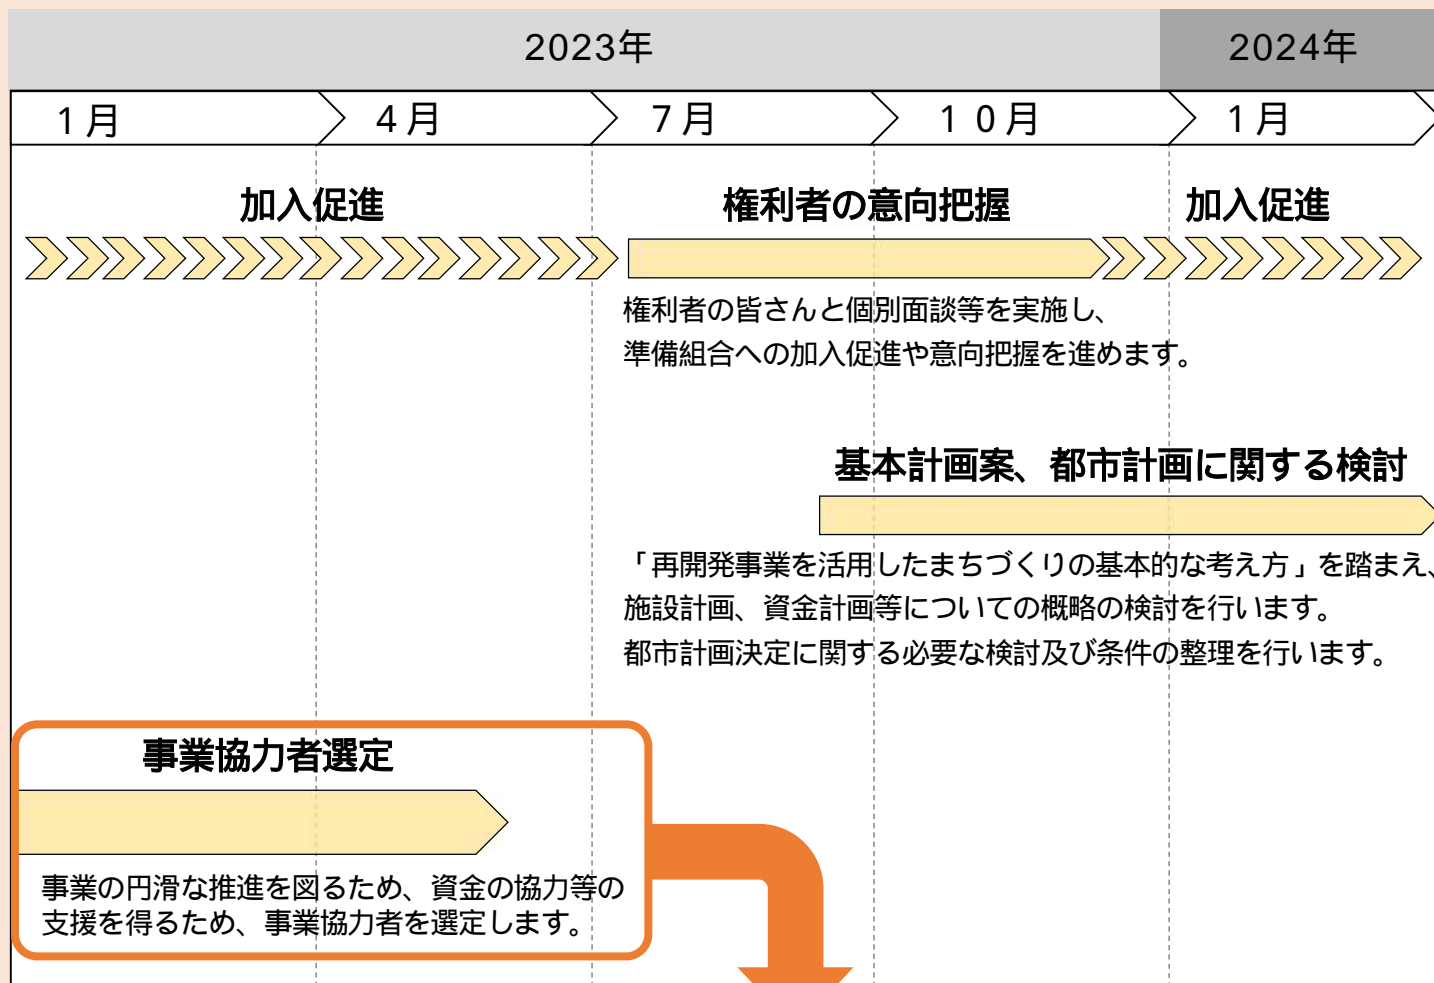 2023年
2024年
1月
4月
7月
10月
1月
加入促進
権利者の意向把握
加入促進
権利者の皆さんと個別面談等を実施し、
準備組合への加入促進や意向把握を進めます。
基本計画案、都市計画に関する検討
「再開発事業を活用したまちづくりの基本的な考え方」を踏まえ、
施設計画、資金計画等についての概略の検討を行います。
都市計画決定に関する必要な検討及び条件の整理を行います。
事業協力者選定
事業の円滑な推進を図るため、資金の協力等の
支援を得るため、事業協力者を選定します。